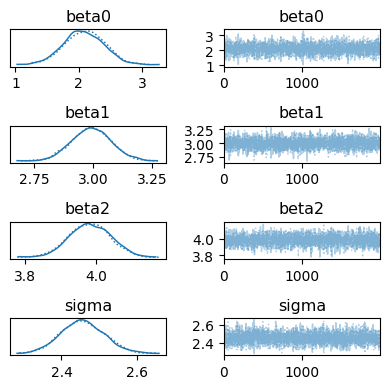 beta0 beta0
3
2
1
1 2 3 0 1000
beta1 beta1
3.25
3.00
2.75
2.75 3.00 3.25 0 1000
beta2 beta2
4.0
3.8
3.8 4.0 0 1000
sigma sigma
2.6
2.4
2.4 2.6 0 1000